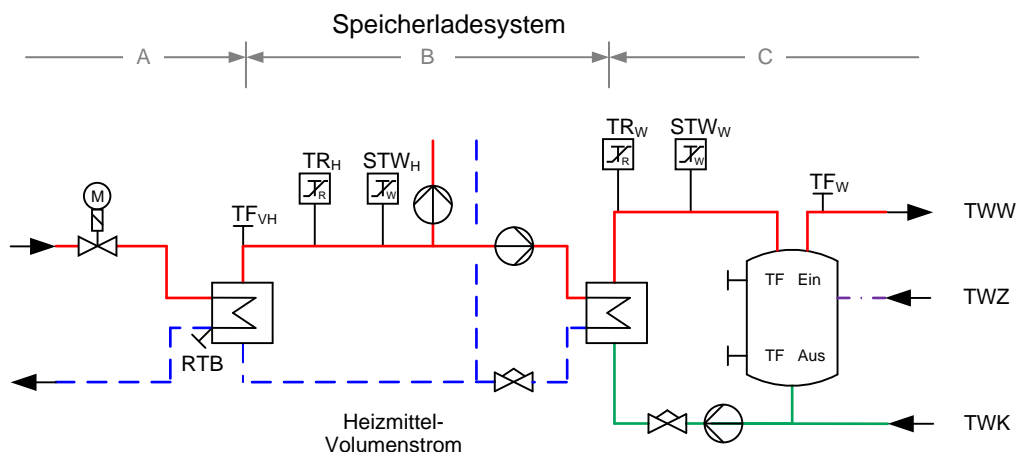 Speicherladesystem
A B C
TR_H STW_H TR_W STW_W
R W R W
TF_VH TF_W
M
TWW
TF Ein
TWZ
RTB
TF Aus
Heizmittel-
Volumenstrom
TWK